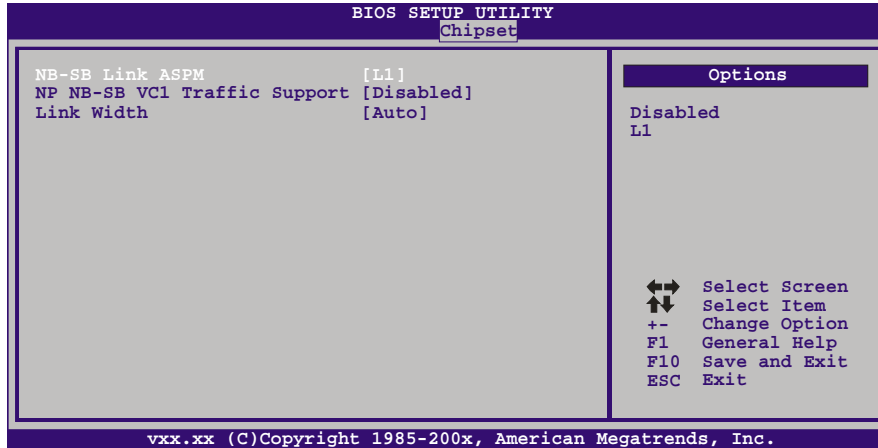 BIOS SETUP UTILITY
Chipset
NB-SB Link ASPM [L1]
NP NB-SB VC1 Traffic Support [Disabled]
Link Width [Auto]
Options
Disabled
L1
Select Screen
Select Item
+- Change Option
F1 General Help
F10 Save and Exit
ESC Exit
vxx.xx (C)Copyright 1985-200x, American Megatrends, Inc.